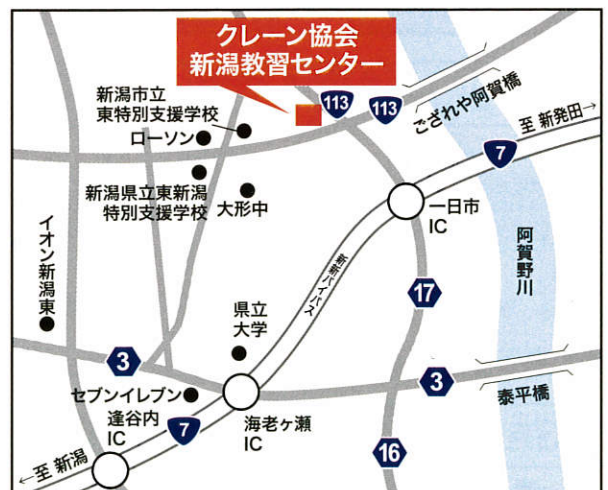 クレーン協会
新潟教習センター
新潟市立
東特別支援学校
ローソン
113
113
ござれや阿賀橋
至 新発田→
7
新潟県立東新潟
特別支援学校
大形中
一日市
IC
イオン新潟東
新新バイパス
阿賀野川
17
県立
大学
3
3
セブンイレブン
泰平橋
逢谷内
IC
7
海老ヶ瀬
IC
16
←至 新潟